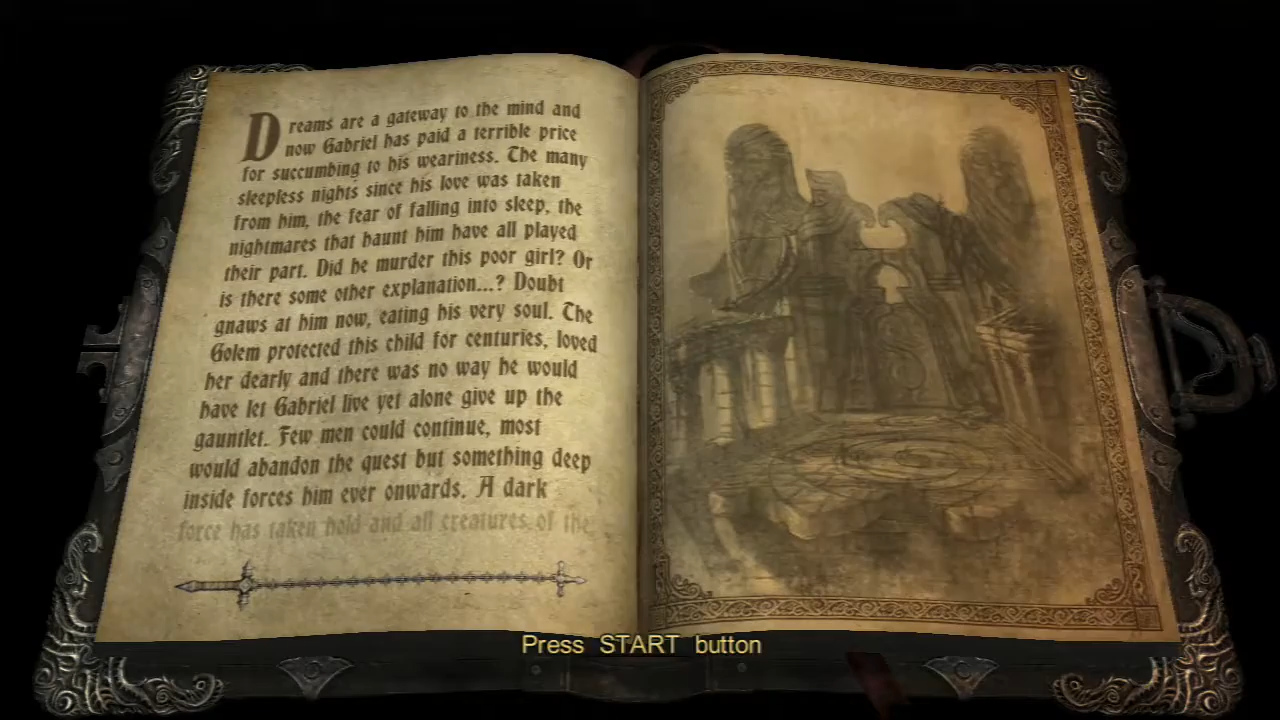 Dreams are a gateway to the mind and
now Gabriel has paid a terrible price
for succumbing to his weariness. The many
sleepless nights since his love was taken
from him, the fear of falling into sleep, the
nightmares that haunt him have all played
their part. Did he murder this poor girl? Or
is there some other explanation...? Doubt
gnaws at him now, eating his very soul. The
Golem protected this child for centuries, loved
her dearly and there was no way he would
have let Gabriel live yet alone give up the
gauntlet. Few men could continue, most
would abandon the quest but something deep
inside forces him ever onwards. A dark
force has taken hold and all creatures of the
Press START button